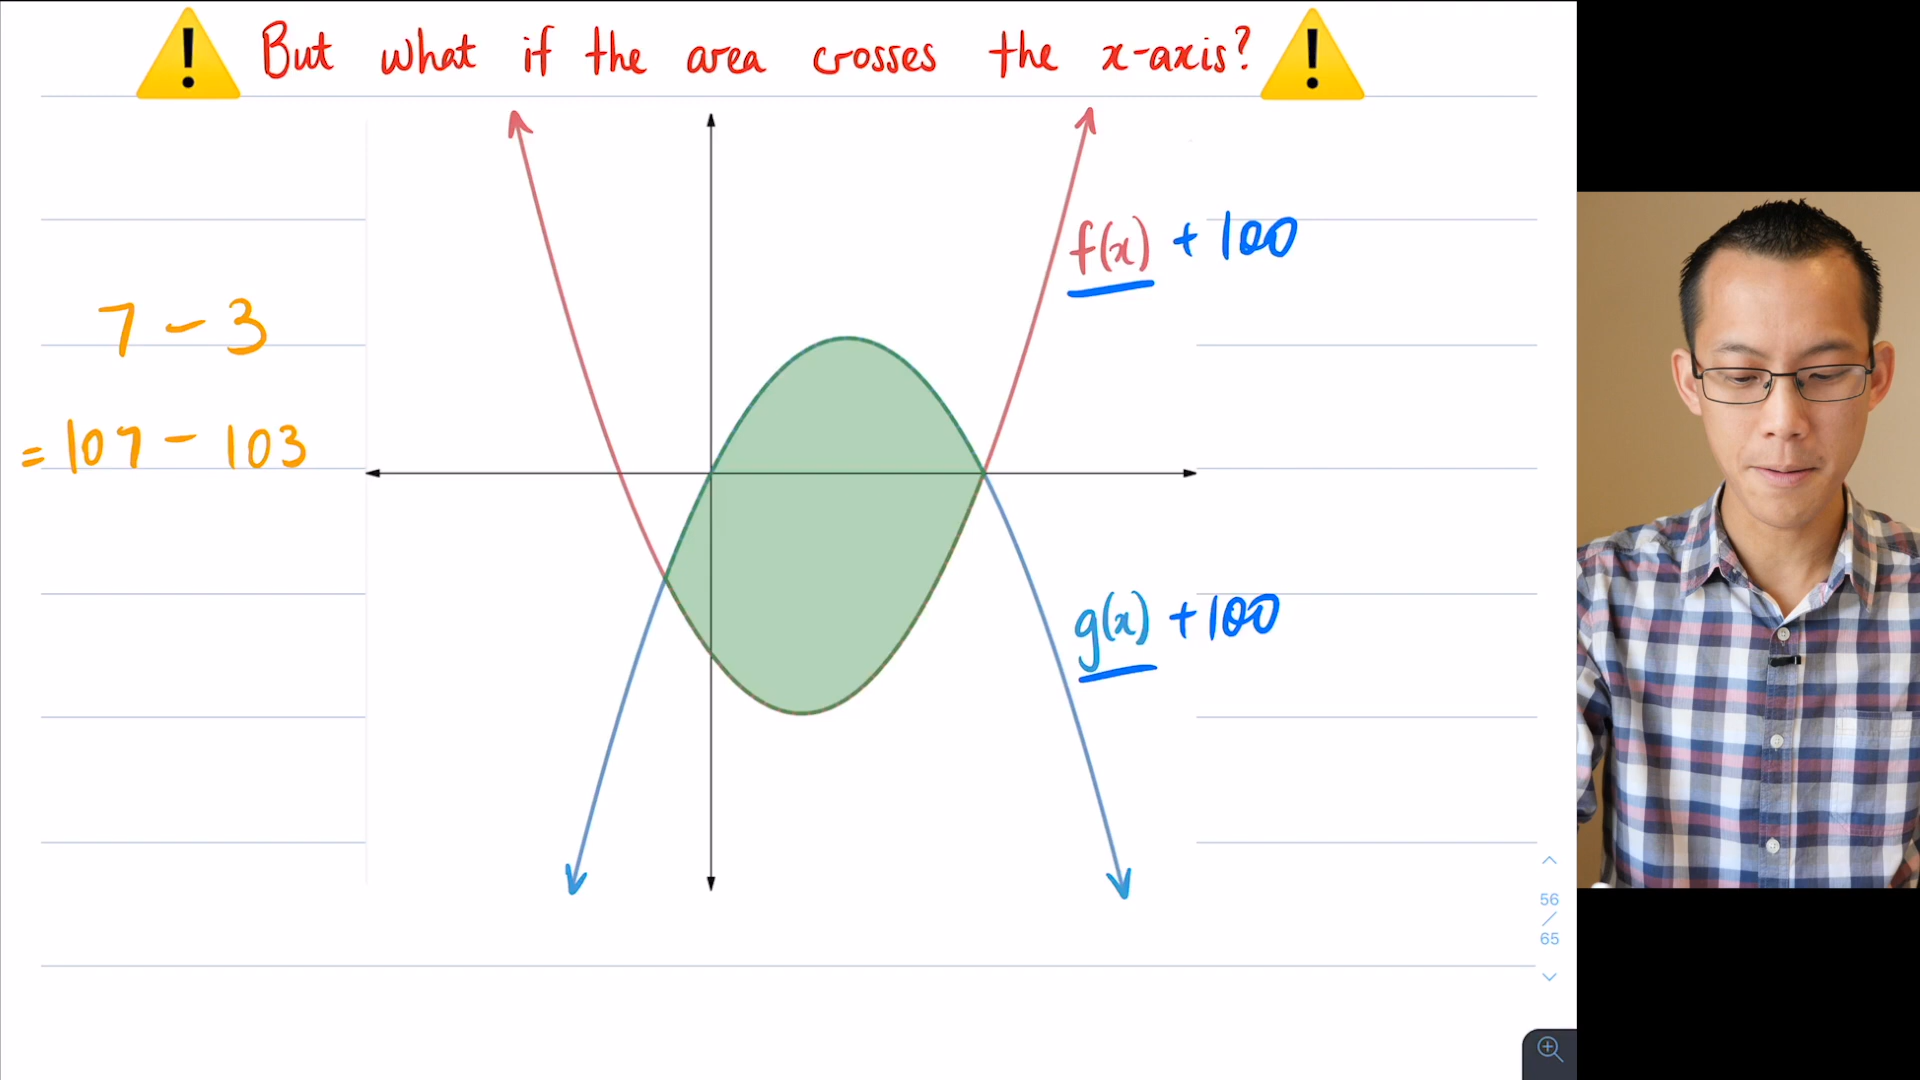 ! But what if the area crosses the x-axis? !
f(x) + 100
7 - 3
= 107 - 103
g(x) + 100
56
/
65